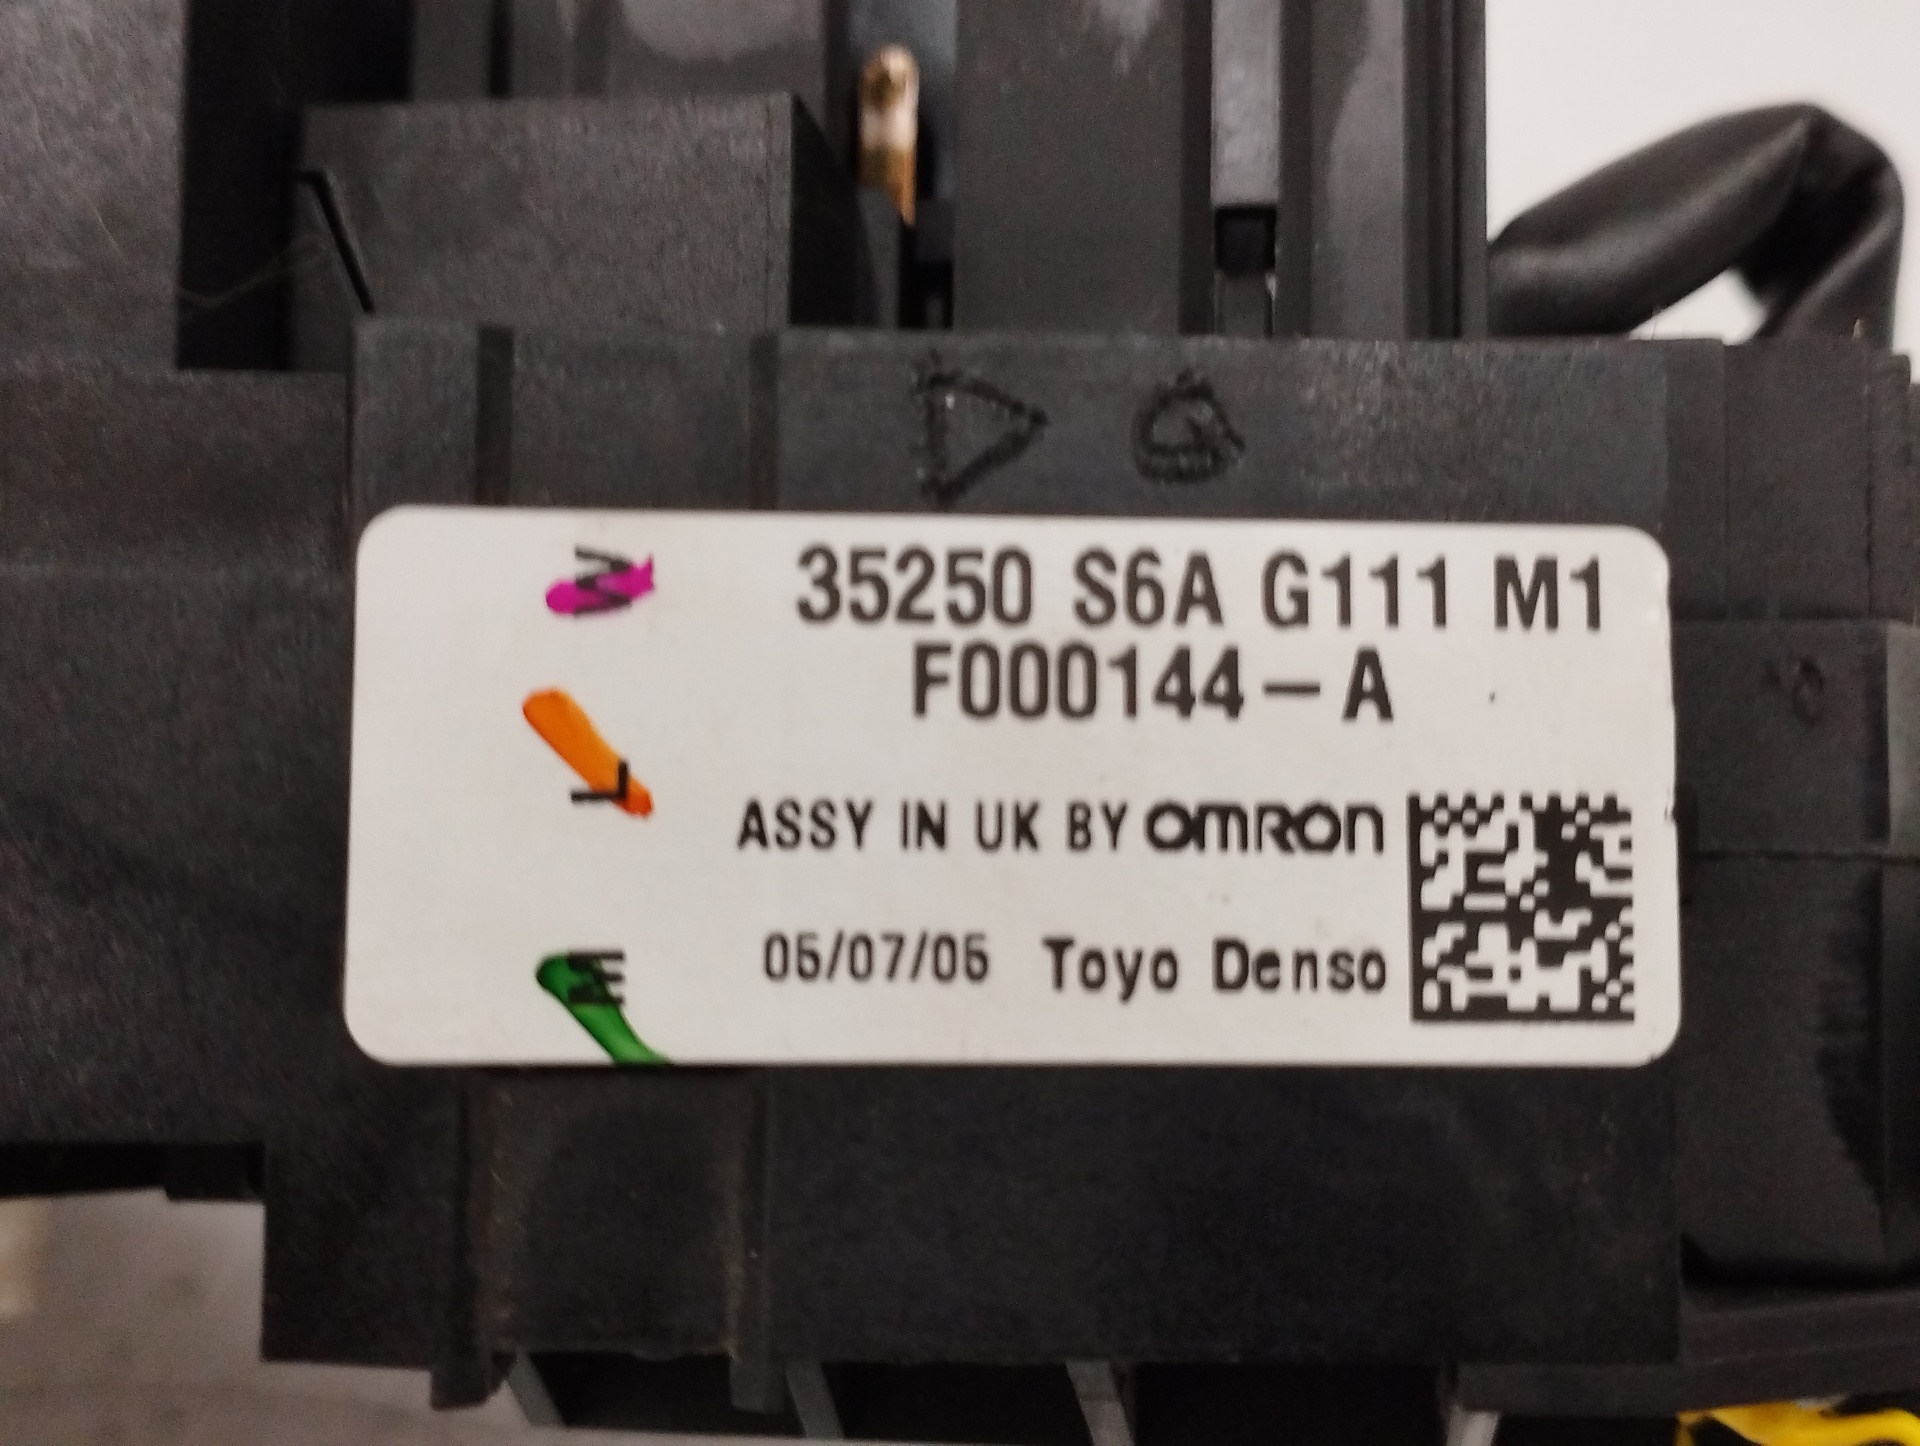 D G
W
35250 S6A G111 M1
F000144-A
L
ASSY IN UK BY OMRON
E
05/07/05 Toyo Denso